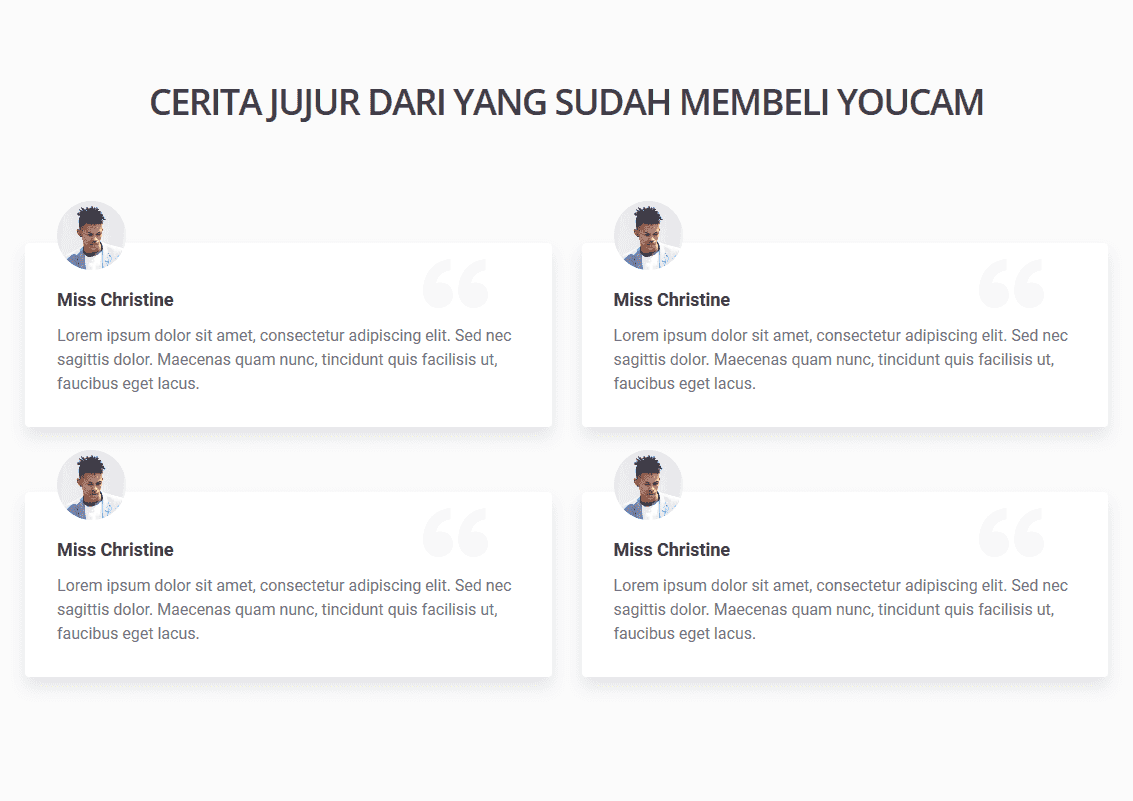 CERITA JUJUR DARI YANG SUDAH MEMBELI YOUCAM
Miss Christine
Lorem ipsum dolor sit amet, consectetur adipiscing elit. Sed nec
sagittis dolor. Maecenas quam nunc, tincidunt quis facilisis ut,
faucibus eget lacus.
Miss Christine
Lorem ipsum dolor sit amet, consectetur adipiscing elit. Sed nec
sagittis dolor. Maecenas quam nunc, tincidunt quis facilisis ut,
faucibus eget lacus.
Miss Christine
Lorem ipsum dolor sit amet, consectetur adipiscing elit. Sed nec
sagittis dolor. Maecenas quam nunc, tincidunt quis facilisis ut,
faucibus eget lacus.
Miss Christine
Lorem ipsum dolor sit amet, consectetur adipiscing elit. Sed nec
sagittis dolor. Maecenas quam nunc, tincidunt quis facilisis ut,
faucibus eget lacus.